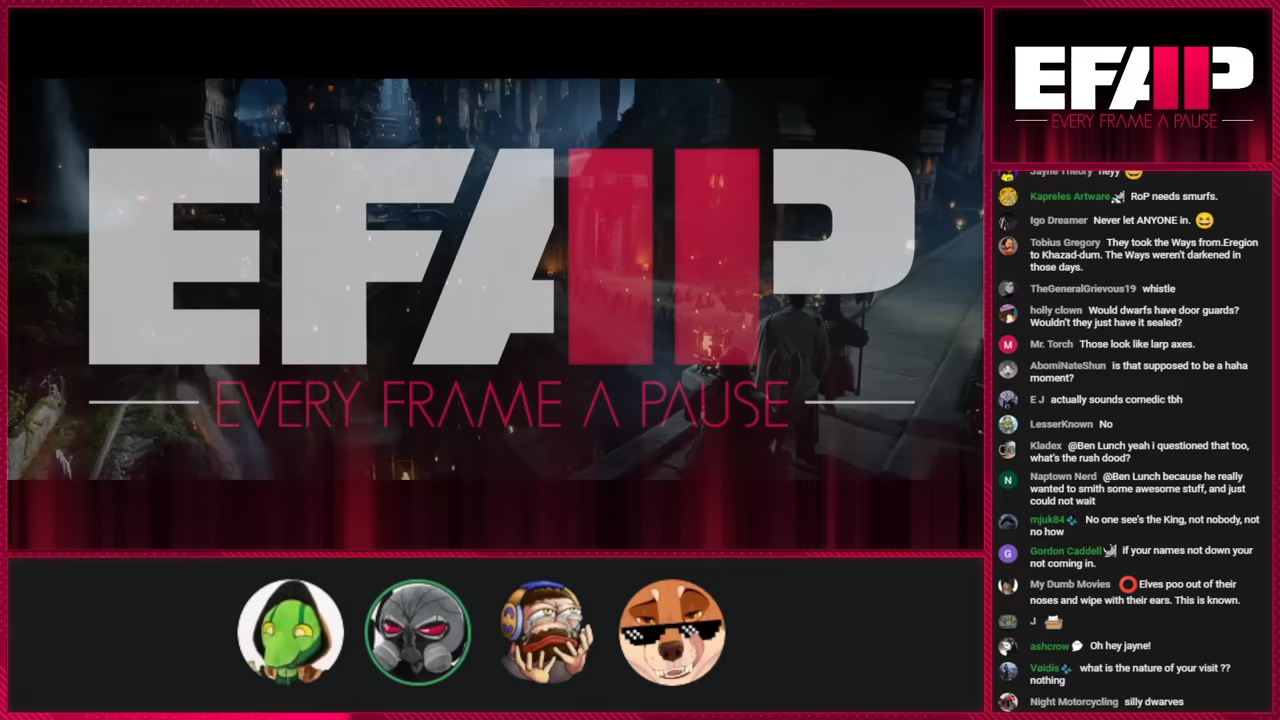 EFAP
EVERY FRAME A PAUSE
EFAP
EVERY FRAME A PAUSE
Jayne Theory heyy
Kapreles Artware RoP needs smurfs.
Igo Dreamer Never let ANYONE in.
Tobius Gregory They took the Ways from.Eregion
to Khazad-dum. The Ways weren't darkened in
those days.
TheGeneralGrievous19 whistle
holly clown Would dwarfs have door guards?
Wouldn't they just have it sealed?
M
Mr. Torch Those look like larp axes.
AbomiNateShun is that supposed to be a haha
moment?
E J actually sounds comedic tbh
LesserKnown No
Kladex @Ben Lunch yeah i questioned that too,
what's the rush dood?
N
Naptown Nerd @Ben Lunch because he really
wanted to smith some awesome stuff, and just
could not wait
mjuk84 No one see's the King, not nobody, not
no how
G
Gordon Caddell if your names not down your
not coming in.
My Dumb Movies Elves poo out of their
noses and wipe with their ears. This is known.
J
ashcrow Oh hey jayne!
Vøidis what is the nature of your visit ??
nothing
Night Motorcycling silly dwarves